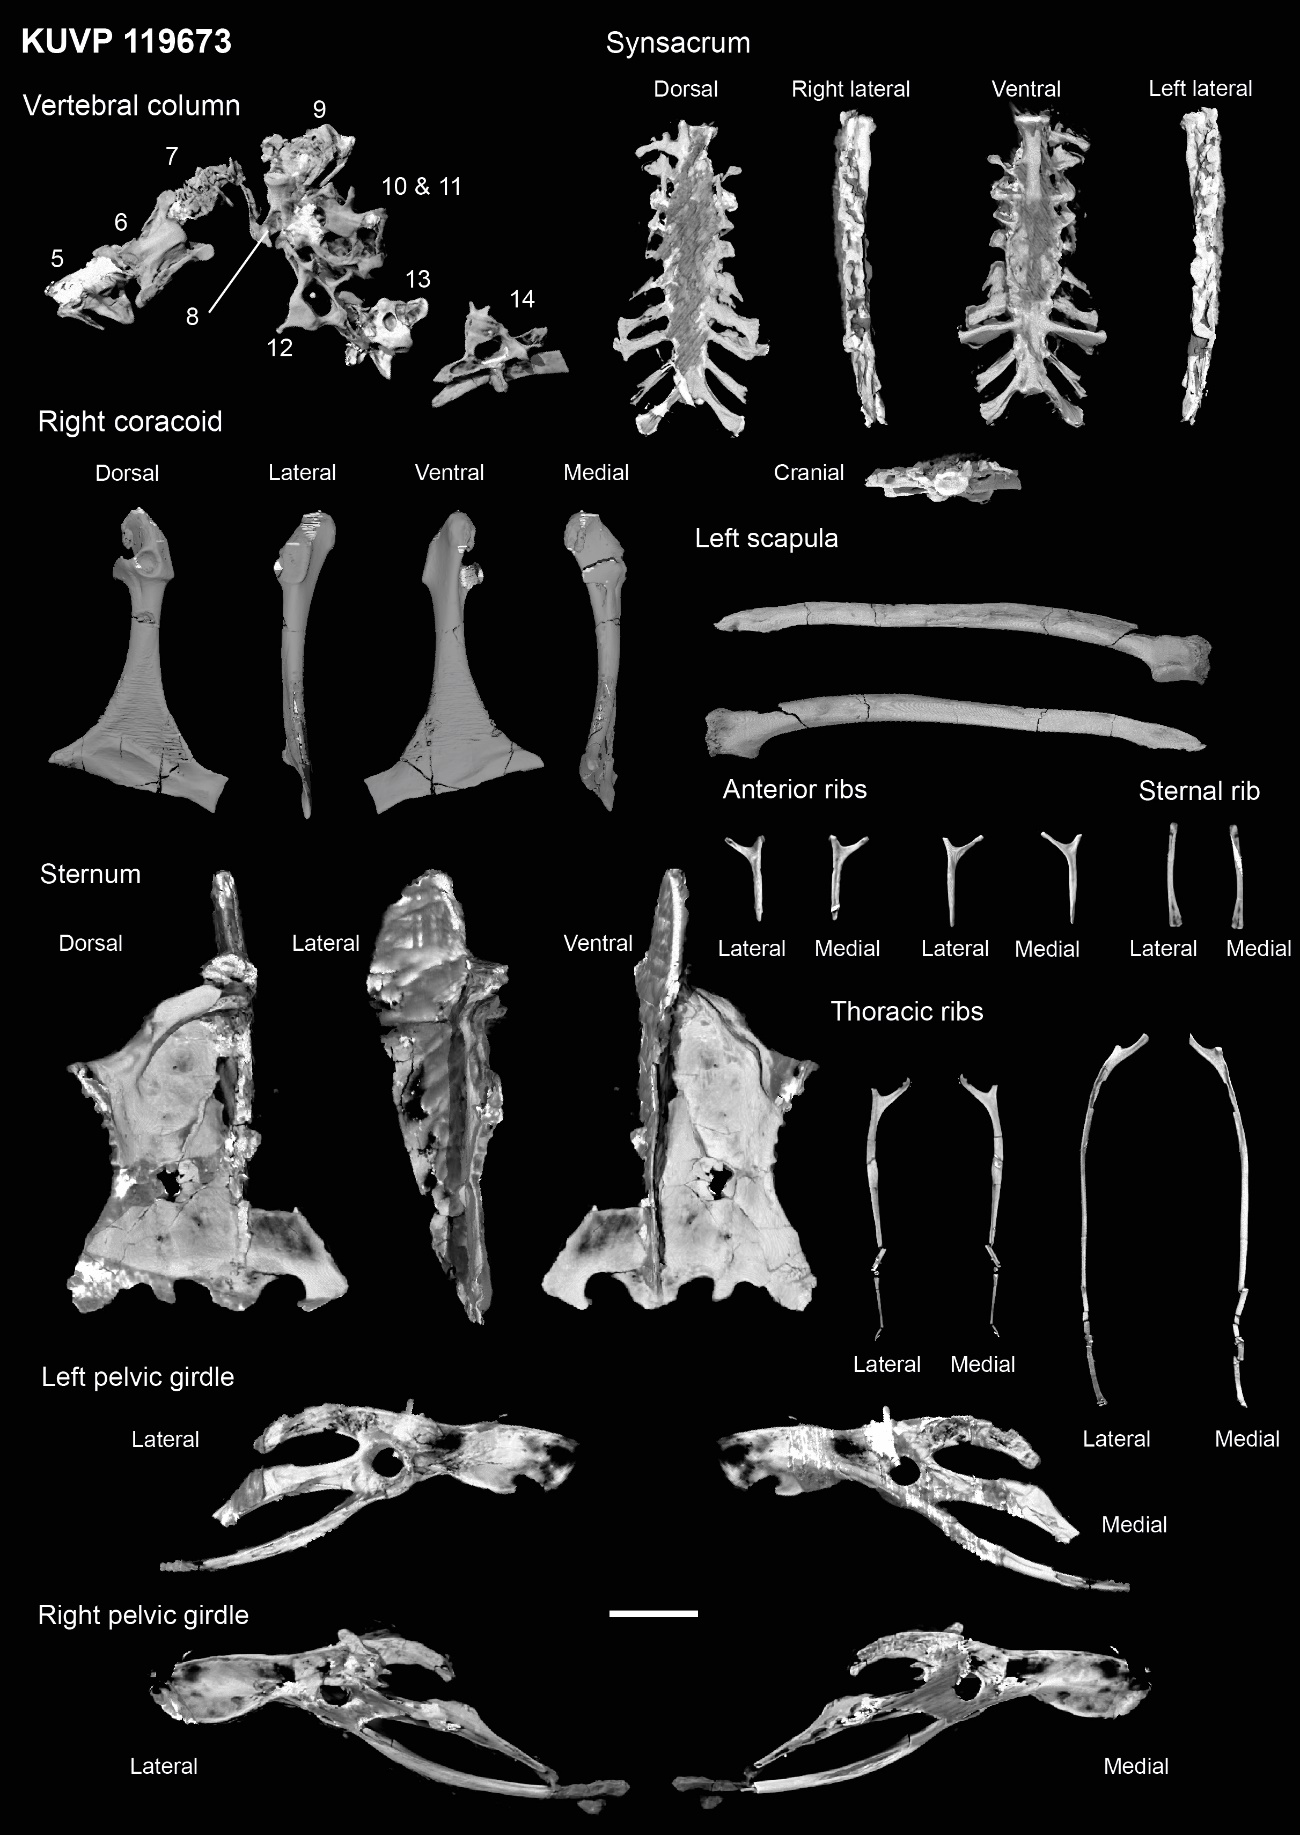 KUVP 119673
Synsacrum
Dorsal
Right lateral
Ventral
Left lateral
Vertebral column
9
7
10 & 11
6
5
13
14
8
12
Right coracoid
Dorsal
Lateral
Ventral
Medial
Cranial
Left scapula
Anterior ribs
Sternal rib
Sternum
Dorsal
Lateral
Ventral
Lateral
Medial
Lateral
Medial
Lateral
Medial
Thoracic ribs
Lateral
Medial
Left pelvic girdle
Lateral
Lateral
Medial
Medial
Right pelvic girdle
Lateral
Medial